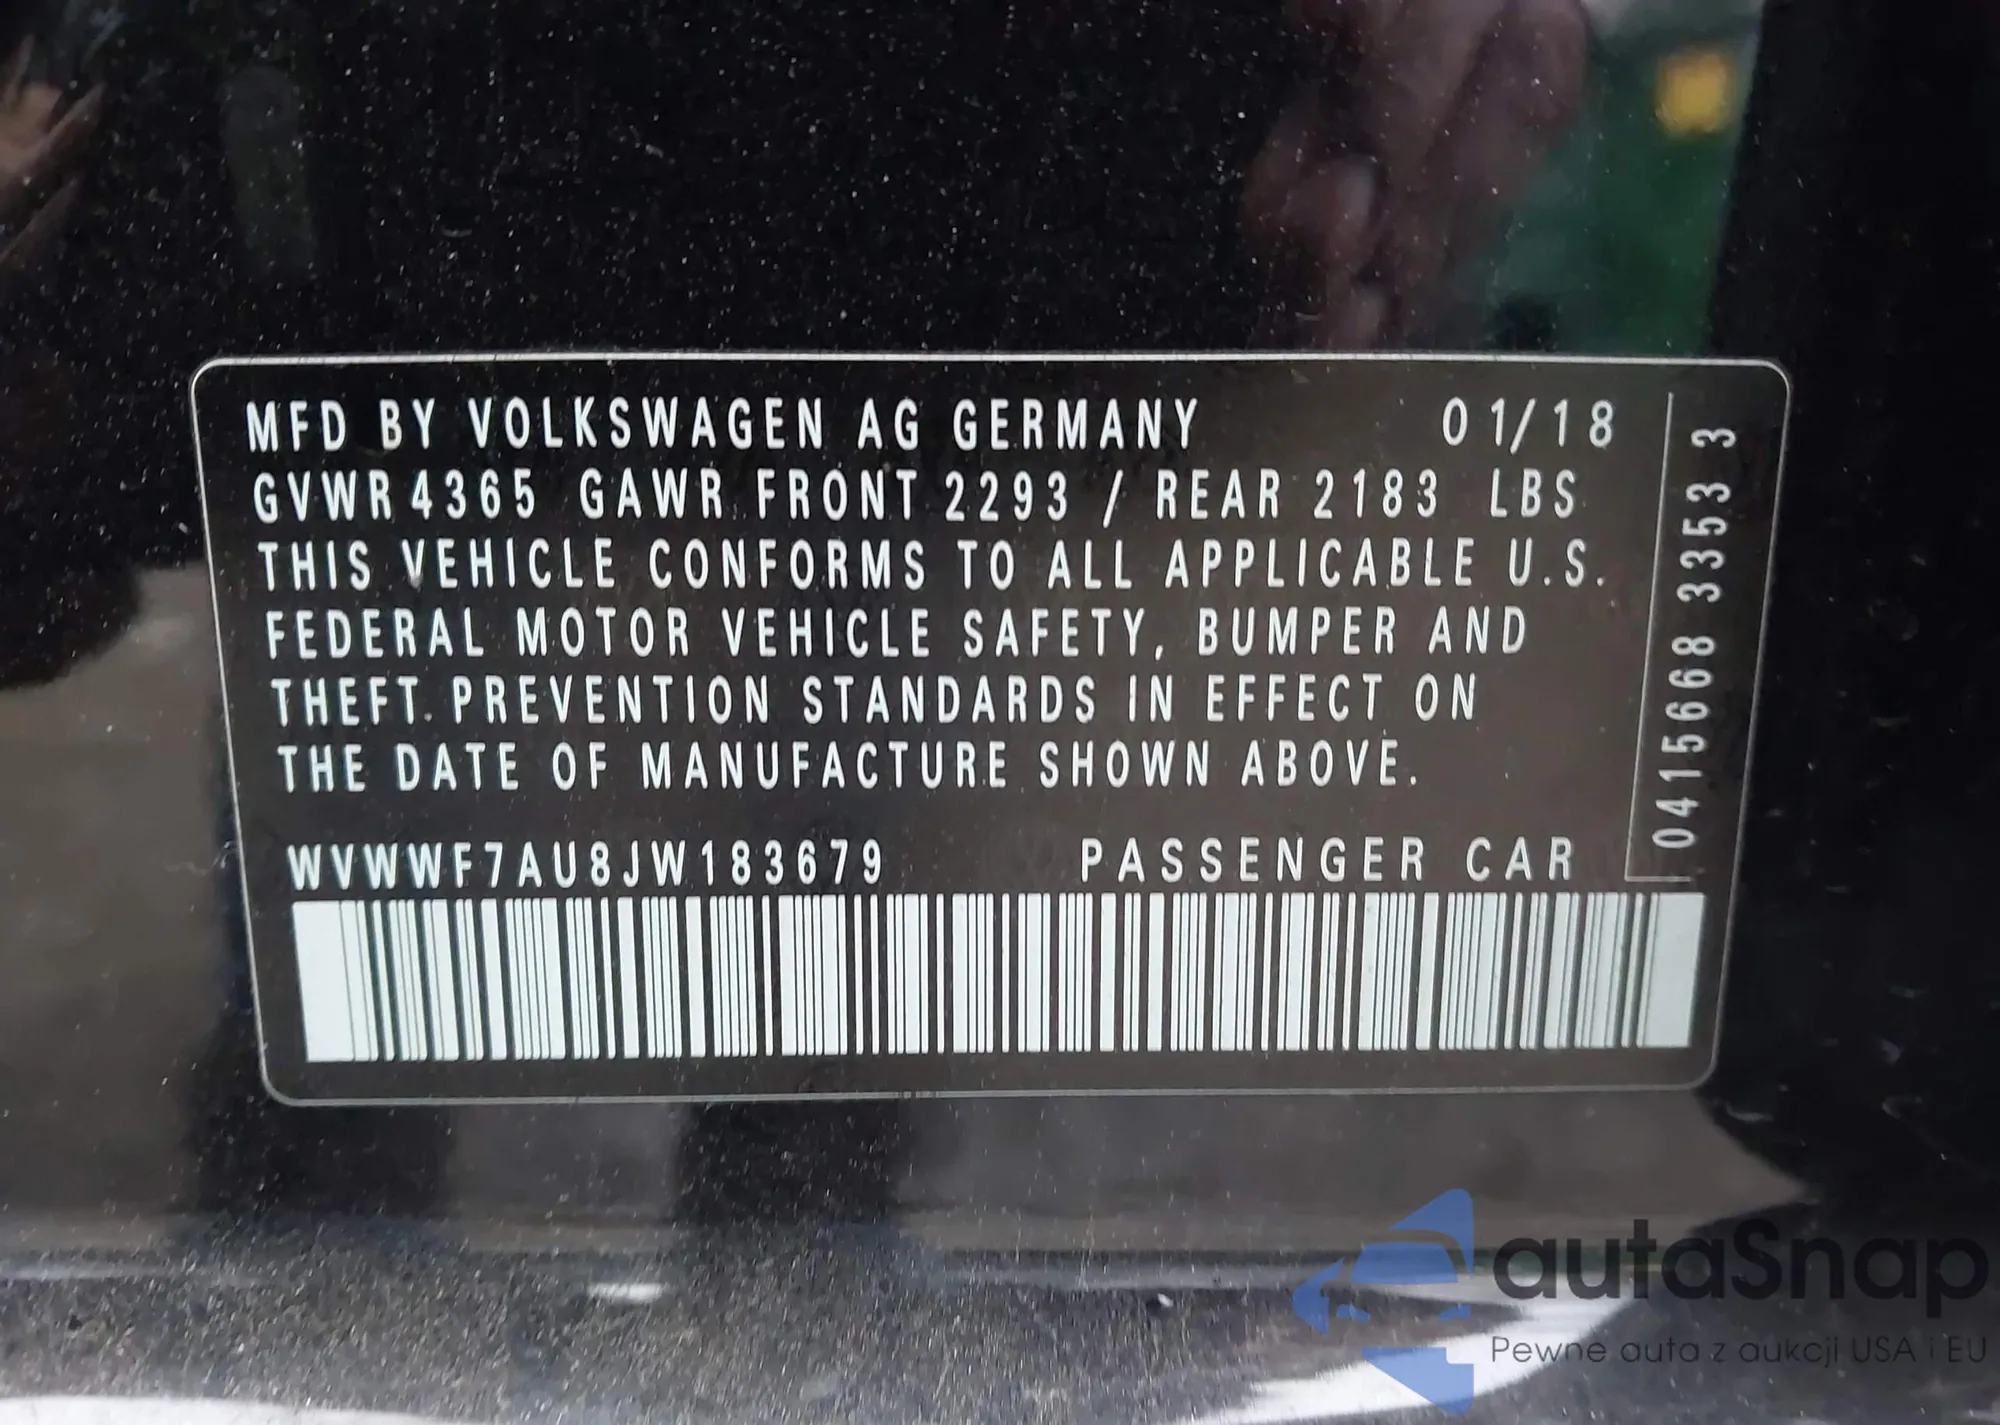 MFD BY VOLKSWAGEN AG GERMANY 01/18
GVWR 4365 GAWR FRONT 2293 / REAR 2183 LBS
THIS VEHICLE CONFORMS TO ALL APPLICABLE U.S.
FEDERAL MOTOR VEHICLE SAFETY, BUMPER AND
THEFT PREVENTION STANDARDS IN EFFECT ON
THE DATE OF MANUFACTURE SHOWN ABOVE.
WVWWF7AU8JW183679 PASSENGER CAR
0415668 3353 3
autaSnap
Pewne auta z aukcji USA i EU